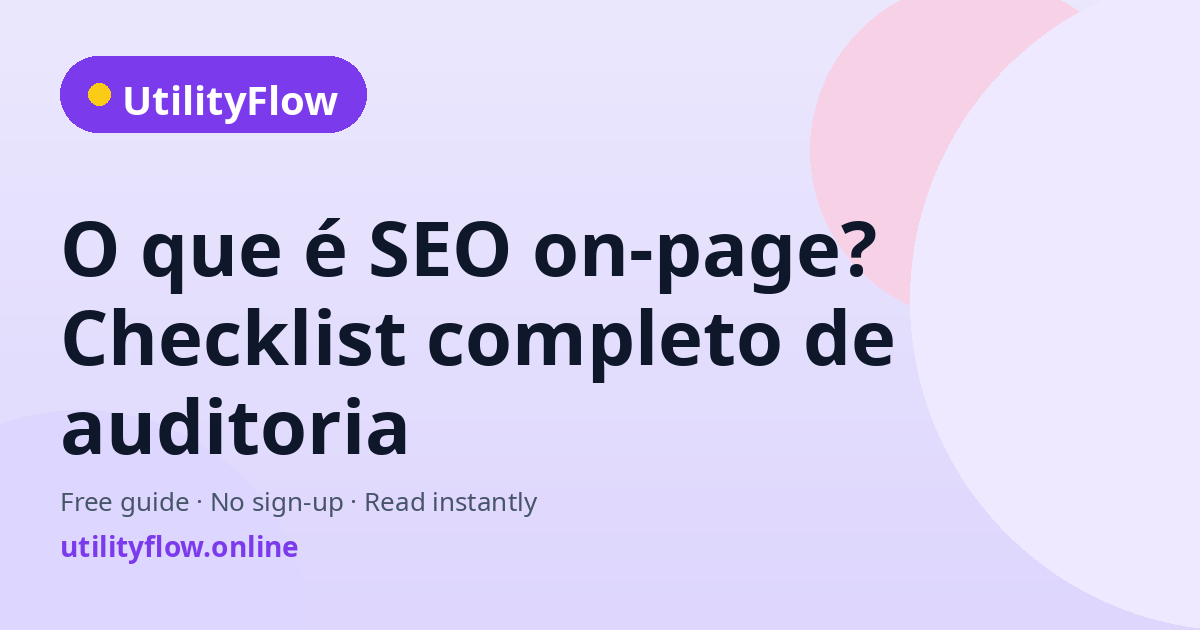 UtilityFlow
O que é SEO on-page?
Checklist completo de
auditoria
Free guide · No sign-up · Read instantly
utilityflow.online